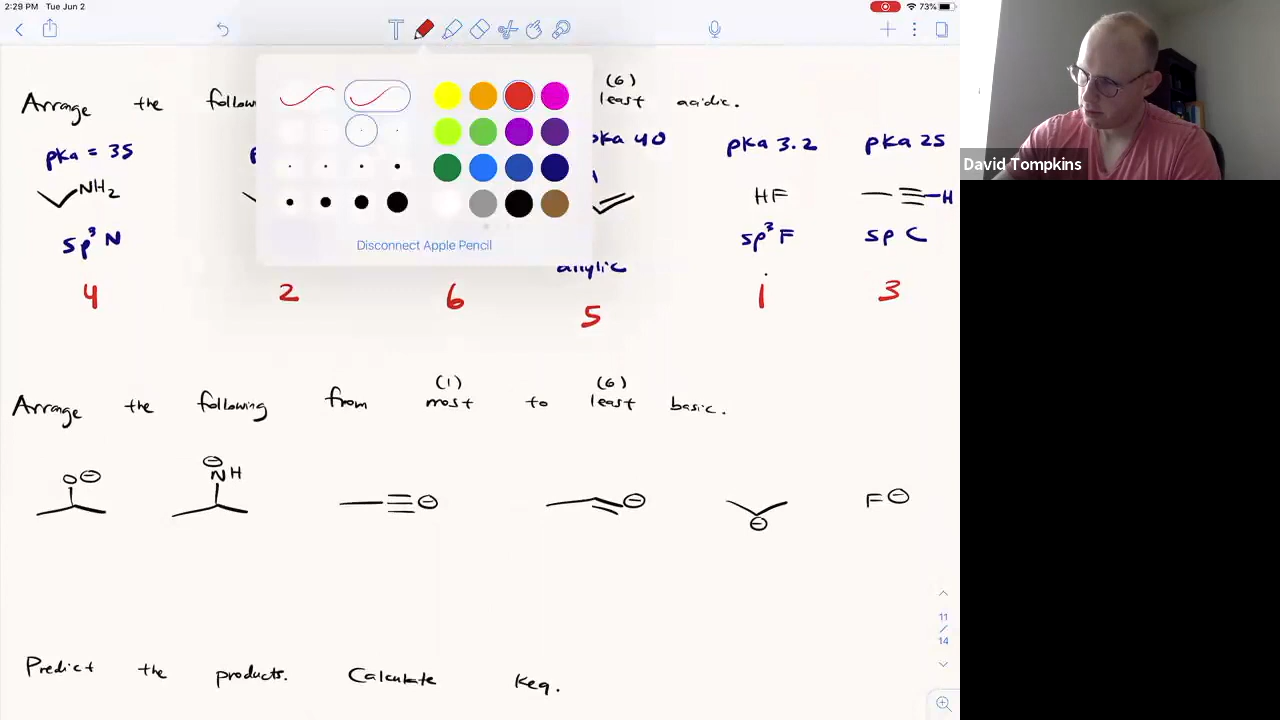 2:29 PM Tue Jun 2 73%
T
Arrange the follow (6) least acidic.
pka = 35 pka 40 pka 3.2 pka 25
NH2 HF H
sp3 N sp3 F sp C
Disconnect Apple Pencil
allylic
4 2 6 5 1 3
David Tompkins
(1) (6)
Arrange the following from most to least basic.
O⊖ ⊖NH ⊖ ⊖ ⊖ F⊖
11
/
14
Predict the products. Calculate Keq.